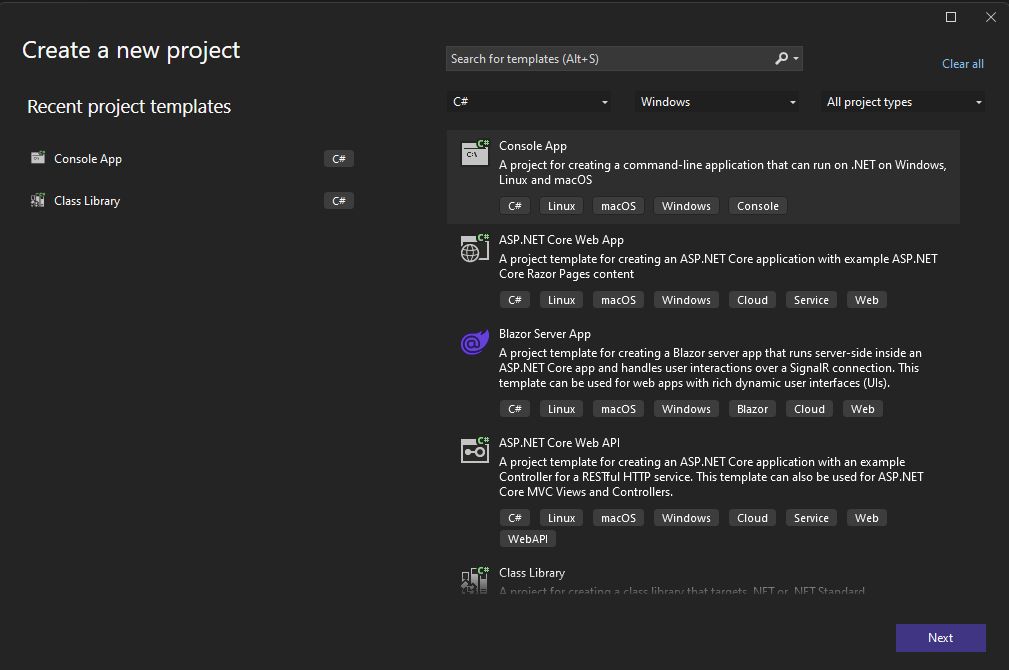 Create a new project
Search for templates (Alt+S)
Clear all
Recent project templates
C#
Windows
All project types
Console App
C#
Class Library
C#
C#
C:\
Console App
A project for creating a command-line application that can run on .NET on Windows,
Linux and macOS
C# Linux macOS Windows Console
C#
ASP.NET Core Web App
A project template for creating an ASP.NET Core application with example ASP.NET
Core Razor Pages content
C# Linux macOS Windows Cloud Service Web
Blazor Server App
A project template for creating a Blazor server app that runs server-side inside an
ASP.NET Core app and handles user interactions over a SignalR connection. This
template can be used for web apps with rich dynamic user interfaces (UIs).
C# Linux macOS Windows Blazor Cloud Web
C#
ASP.NET Core Web API
A project template for creating an ASP.NET Core application with an example
Controller for a RESTful HTTP service. This template can also be used for ASP.NET
Core MVC Views and Controllers.
C# Linux macOS Windows Cloud Service Web
WebAPI
C#
Class Library
A project for creating a class library that targets .NET or .NET Standard
Next